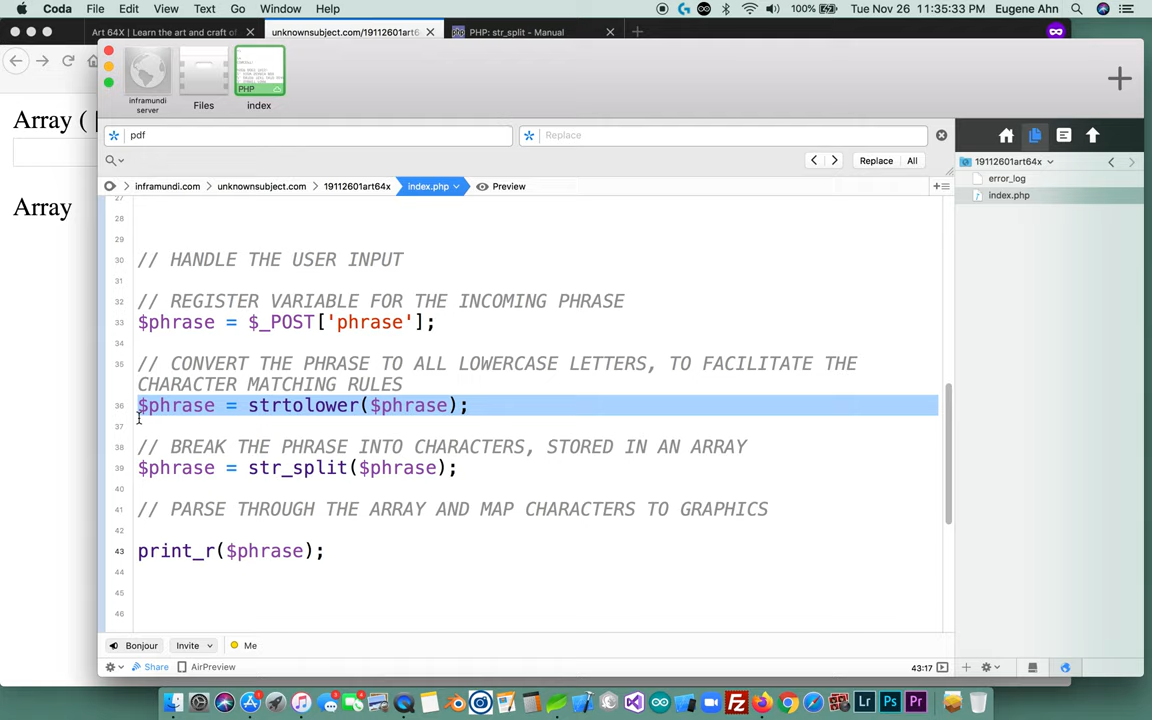 Coda File Edit View Text Go Window Help 100% Tue Nov 26 11:35:33 PM Eugene Ahn
Art 64X | Learn the art and craft of unknownsubject.com/19112601art6 PHP: str_split - Manual
inframundi server Files PHP index
pdf Replace
Replace All
inframundi.com unknownsubject.com 19112601art64x index.php Preview
19112601art64x
error_log
index.php
Array (
Array
27
28
29
30 // HANDLE THE USER INPUT
31
32 // REGISTER VARIABLE FOR THE INCOMING PHRASE
33 $phrase = $_POST['phrase'];
34
35 // CONVERT THE PHRASE TO ALL LOWERCASE LETTERS, TO FACILITATE THE
CHARACTER MATCHING RULES
36 $phrase = strtolower($phrase);
37
38 // BREAK THE PHRASE INTO CHARACTERS, STORED IN AN ARRAY
39 $phrase = str_split($phrase);
40
41 // PARSE THROUGH THE ARRAY AND MAP CHARACTERS TO GRAPHICS
42
43 print_r($phrase);
44
45
46
Bonjour Invite Me
Share AirPreview 43:17
Lr Ps Pr